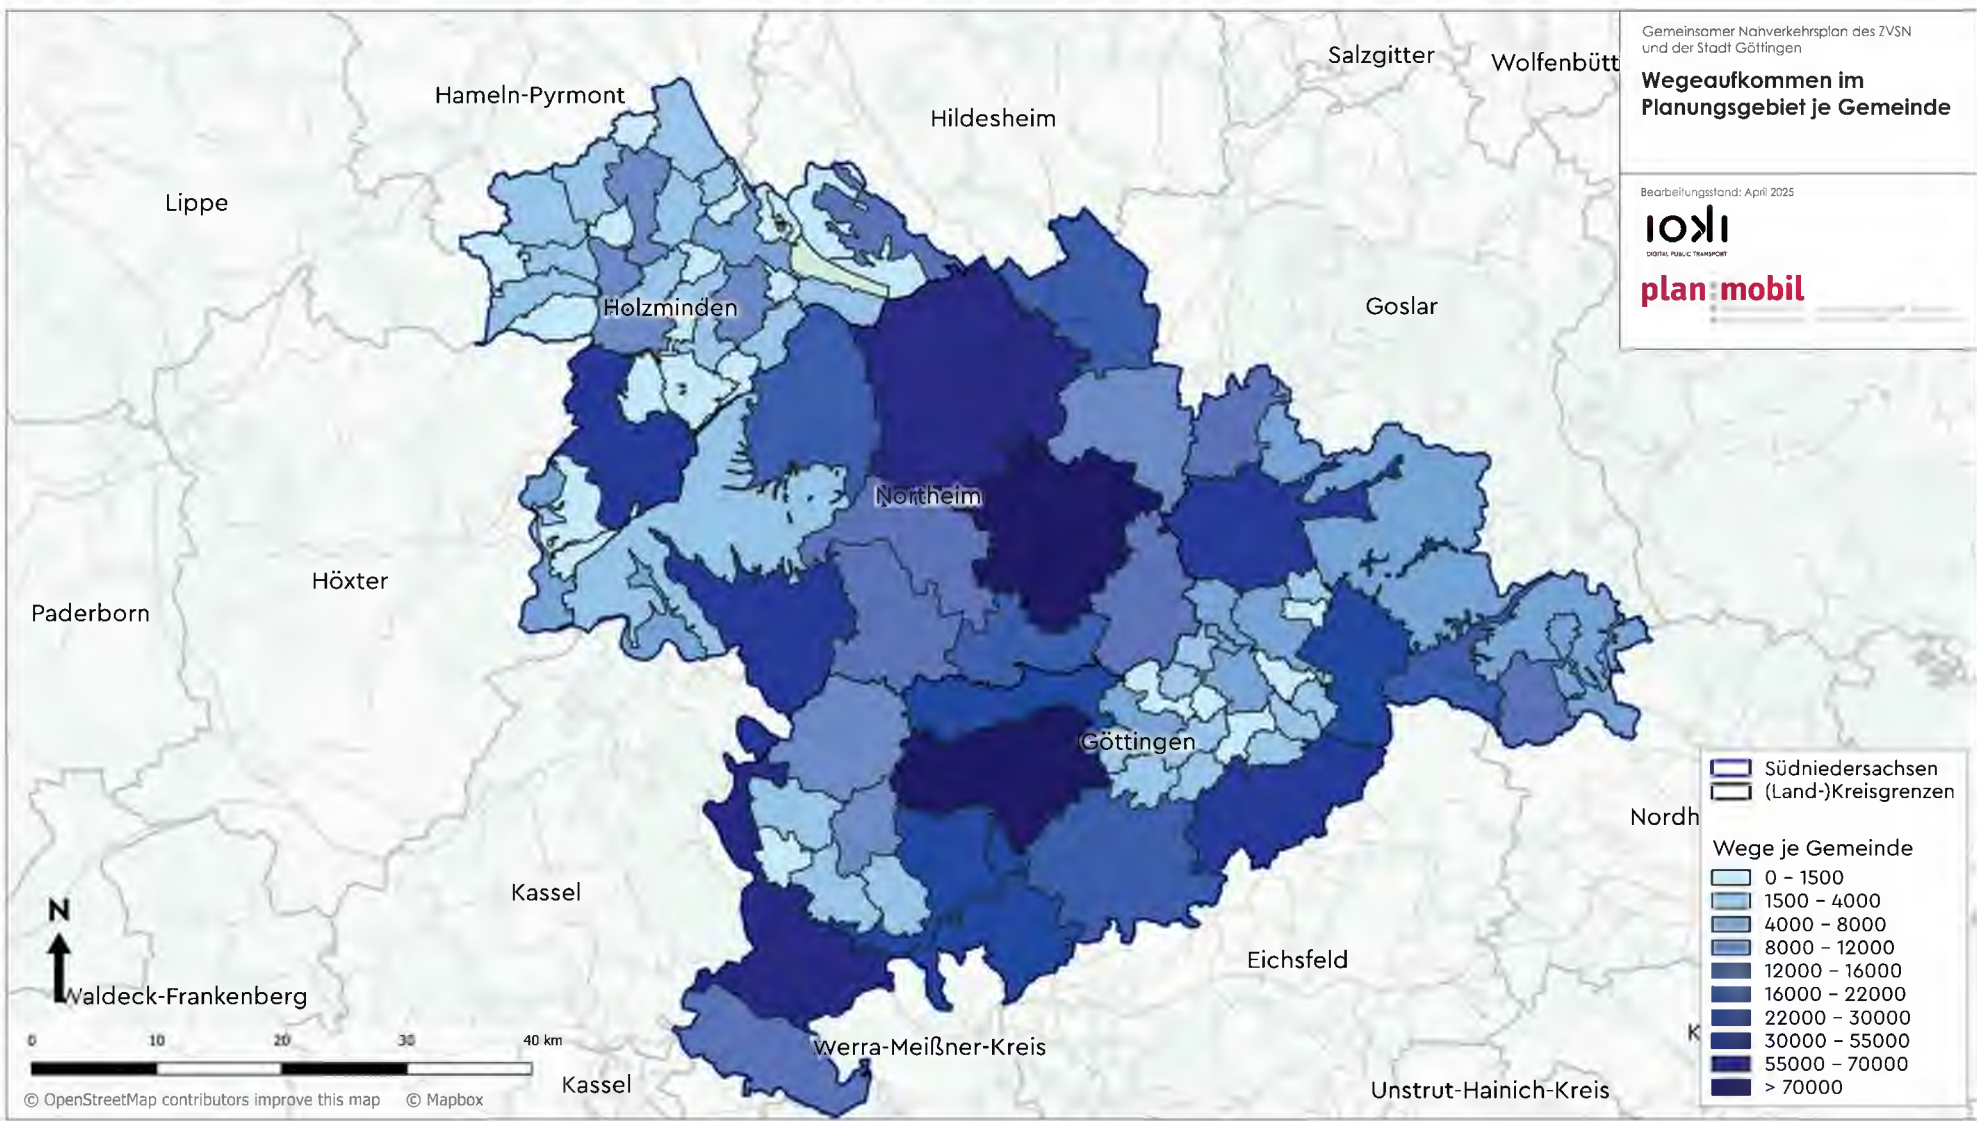 Gemeinsamer Nahverkehrsplan des ZVSN
und der Stadt Göttingen
Wegeaufkommen im
Planungsgebiet je Gemeinde
Bearbeitungsstand: April 2025
ioki
DIGITAL PUBLIC TRANSPORT
plan:mobil
Salzgitter
Wolfenbütt
Hameln-Pyrmont
Hildesheim
Lippe
Holzminden
Goslar
Northeim
Höxter
Paderborn
Göttingen
Nordh
Kassel
Eichsfeld
Waldeck-Frankenberg
Werra-Meißner-Kreis
K
Kassel
Unstrut-Hainich-Kreis
Südniedersachsen
(Land-)Kreisgrenzen
Wege je Gemeinde
0 – 1500
1500 – 4000
4000 – 8000
8000 – 12000
12000 – 16000
16000 – 22000
22000 – 30000
30000 – 55000
55000 – 70000
> 70000
N
0 10 20 30 40 km
© OpenStreetMap contributors improve this map © Mapbox